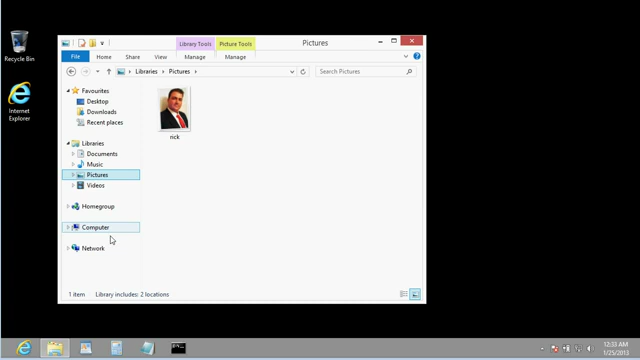 Recycle Bin
Internet
Explorer
Library Tools
Picture Tools
Pictures
File
Home
Share
View
Manage
Manage
Libraries
Pictures
Search Pictures
Favourites
Desktop
Downloads
Recent places
Libraries
Documents
Music
Pictures
Videos
Homegroup
Computer
Network
rick
1 item
Library includes: 2 locations
12:33 AM
1/25/2013